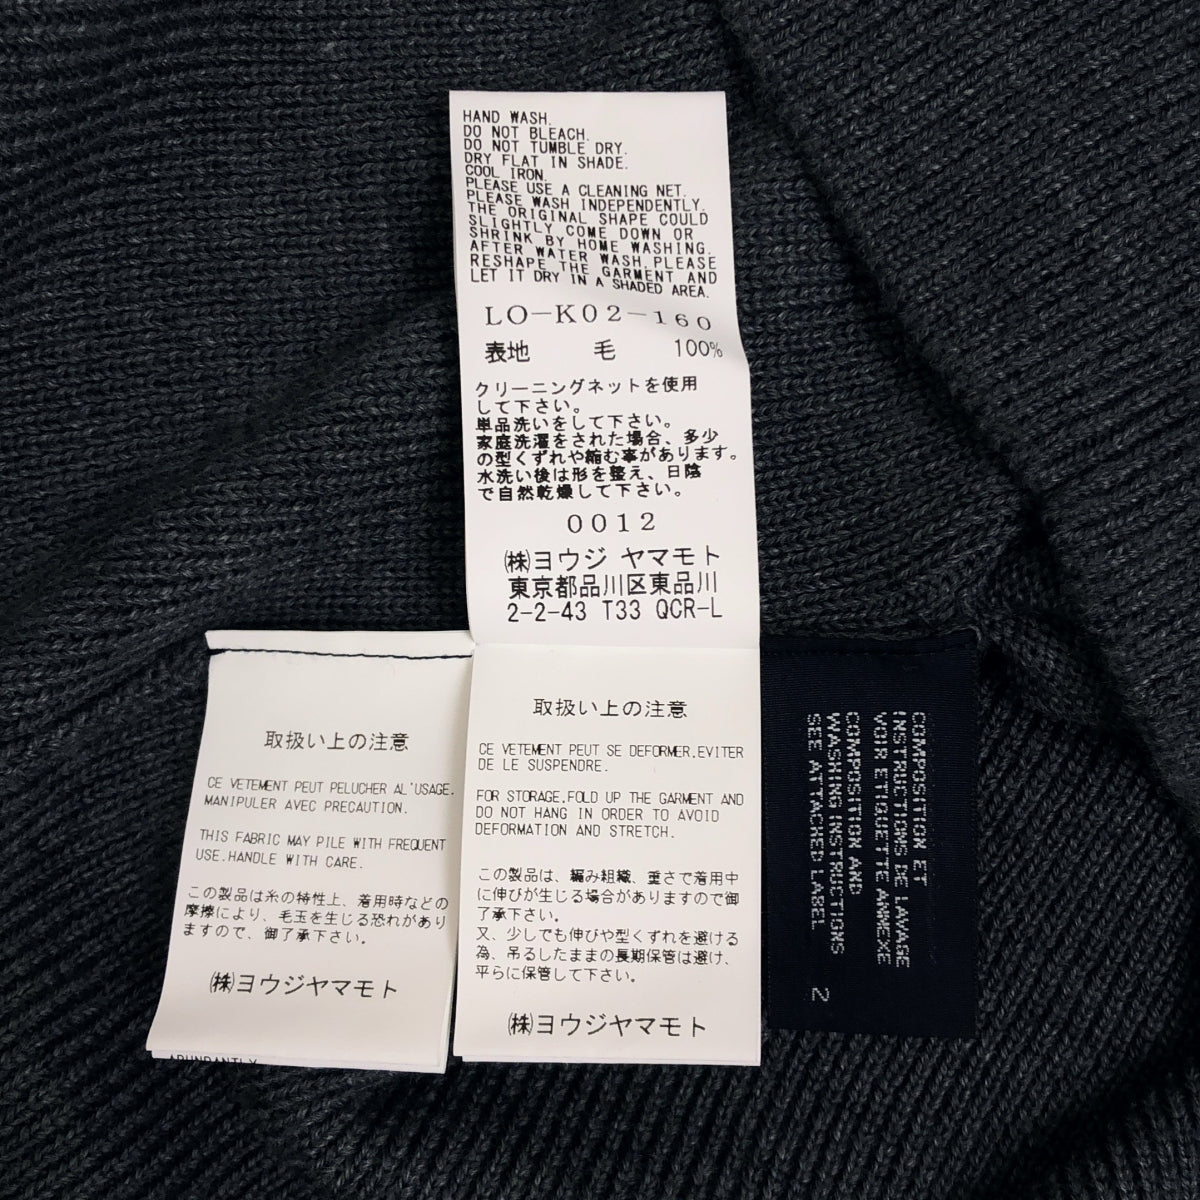 HAND WASH.
DO NOT BLEACH.
DO NOT TUMBLE DRY.
DRY FLAT IN SHADE.
COOL IRON.
PLEASE USE A CLEANING NET.
PLEASE WASH INDEPENDENTLY.
THE ORIGINAL SHAPE COULD
SLIGHTLY COME DOWN OR
SHRINK BY HOME WASHING.
AFTER WATER WASH,PLEASE
RESHAPE THE GARMENT AND
LET IT DRY IN A SHADED AREA.
LO-K02-160
表地 毛 100%
クリーニングネットを使用
して下さい。
単品洗いをして下さい。
家庭洗濯をされた場合、多少
の型くずれや縮む事があります。
水洗い後は形を整え、日陰
で自然乾燥して下さい。
0012
㈱ヨウジ ヤマモト
東京都品川区東品川
2-2-43 T33 QCR-L
取扱い上の注意
CE VETEMENT PEUT PELUCHER AL'USAGE.
MANIPULER AVEC PRECAUTION.
THIS FABRIC MAY PILE WITH FREQUENT
USE.HANDLE WITH CARE.
この製品は糸の特性上、着用時などの
摩擦により、毛玉を生じる恐れがあり
ますので、御了承下さい。
㈱ヨウジヤマモト
ABUNDANTLY
取扱い上の注意
CE VETEMENT PEUT SE DEFORMER.EVITER
DE LE SUSPENDRE.
FOR STORAGE.FOLD UP THE GARMENT AND
DO NOT HANG IN ORDER TO AVOID
DEFORMATION AND STRETCH.
この製品は、編み組織、重さで着用中
に伸びが生じる場合がありますので御
了承下さい。
又、少しでも伸びや型くずれを避ける
為、吊るしたままの長期保管は避け、
平らに保管して下さい。
㈱ヨウジヤマモト
COMPOSITION ET
INSTRUCTIONS DE LAVAGE
VOIR ETIQUETTE ANNEXE
COMPOSITION AND
WASHING INSTRUCTIONS
SEE ATTACHED LABEL
2